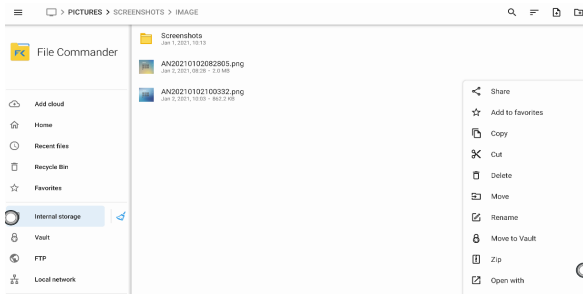 > PICTURES > SCREENSHOTS > IMAGE
File Commander
Add cloud
Home
Recent files
Recycle Bin
Favorites
Internal storage
Vault
FTP
Local network
Screenshots
Jan 1, 2021, 10:13
AN20210102082805.png
Jan 2, 2021, 08:28 – 2.0 MB
AN20210102100332.png
Jan 2, 2021, 10:03 – 862.2 KB
Share
Add to favorites
Copy
Cut
Delete
Move
Rename
Move to Vault
Zip
Open with